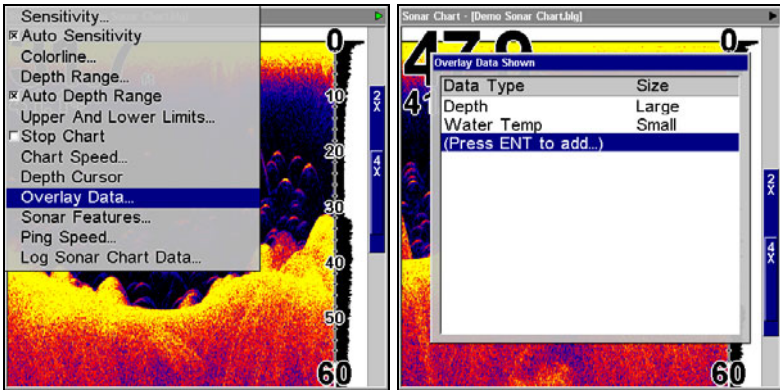 Sensitivity...
Auto Sensitivity
Colorline...
Depth Range...
Auto Depth Range
Upper And Lower Limits...
Stop Chart
Chart Speed...
Depth Cursor
Overlay Data...
Sonar Features...
Ping Speed...
Log Sonar Chart Data...
0
10
20
30
40
50
60
2X
4X
Sonar Chart - [Demo Sonar Chart.blg]
Overlay Data Shown
Data Type Size
Depth Large
Water Temp Small
(Press ENT to add...)
0
60
2X
4X